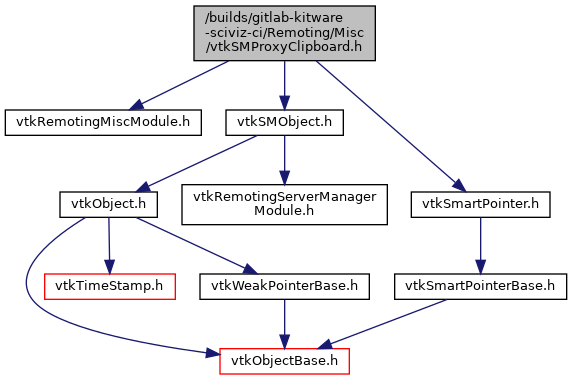 /builds/gitlab-kitware
-sciviz-ci/Remoting/Misc
/vtkSMProxyClipboard.h
vtkRemotingMiscModule.h
vtkSMObject.h
vtkObject.h
vtkRemotingServerManager
Module.h
vtkSmartPointer.h
vtkTimeStamp.h
vtkWeakPointerBase.h
vtkSmartPointerBase.h
vtkObjectBase.h